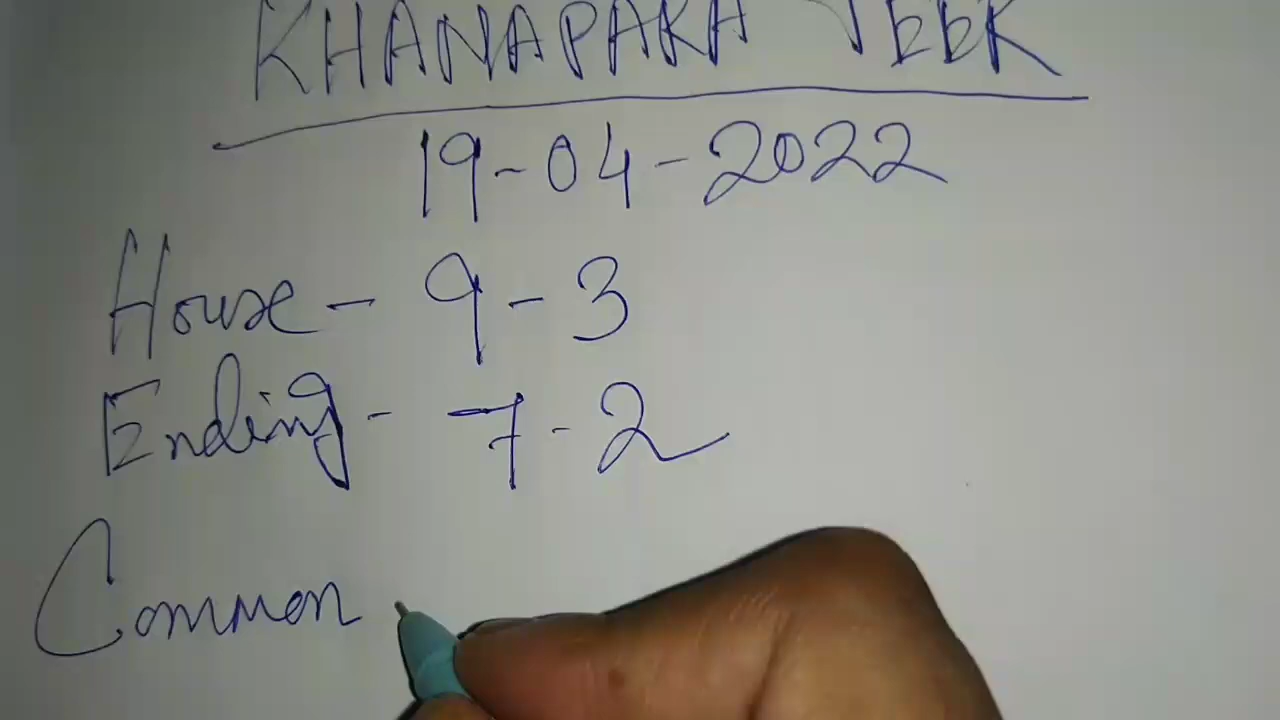 KHANAPARA TEER
19-04-2022
House - 9 - 3
Ending - 7 - 2
Common